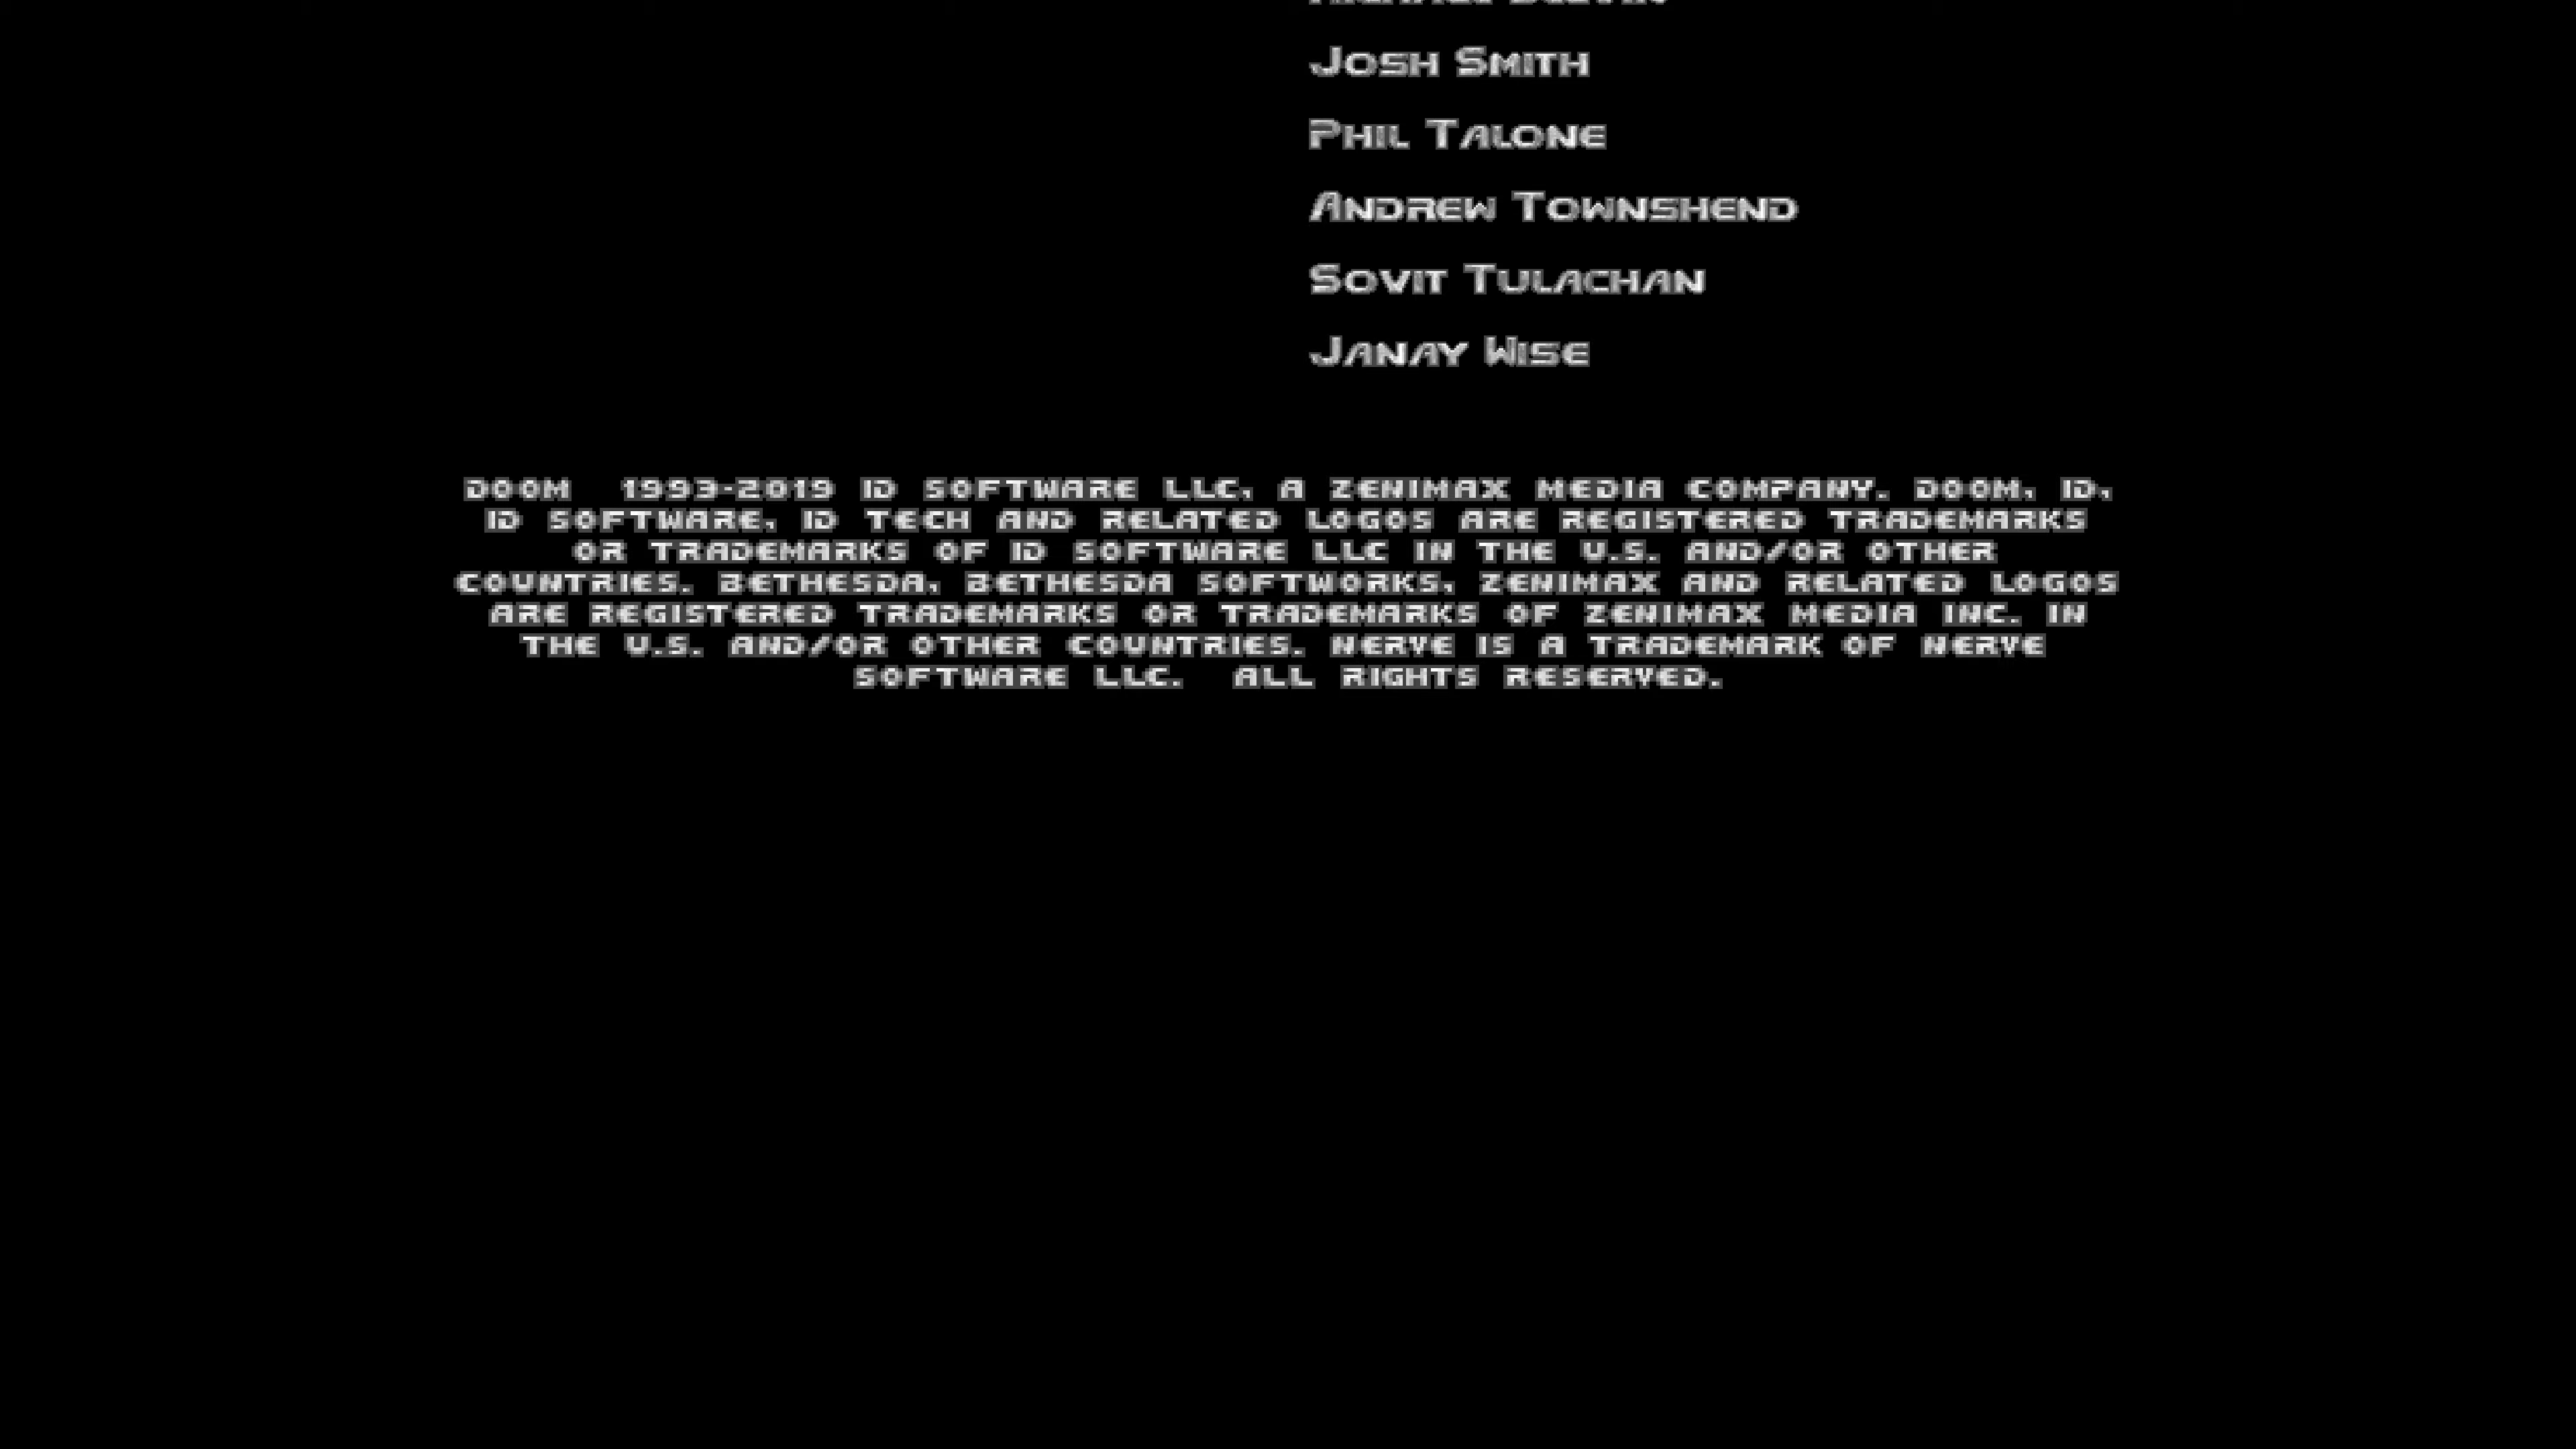 Josh Smith
Phil Talone
Andrew Townshend
Sovit Tulachan
Janay Wise
DOOM  1993-2019 ID SOFTWARE LLC, A ZENIMAX MEDIA COMPANY. DOOM, ID,
ID SOFTWARE, ID TECH AND RELATED LOGOS ARE REGISTERED TRADEMARKS
OR TRADEMARKS OF ID SOFTWARE LLC IN THE U.S. AND/OR OTHER
COUNTRIES. BETHESDA, BETHESDA SOFTWORKS, ZENIMAX AND RELATED LOGOS
ARE REGISTERED TRADEMARKS OR TRADEMARKS OF ZENIMAX MEDIA INC. IN
THE U.S. AND/OR OTHER COUNTRIES. NERVE IS A TRADEMARK OF NERVE
SOFTWARE LLC.  ALL RIGHTS RESERVED.